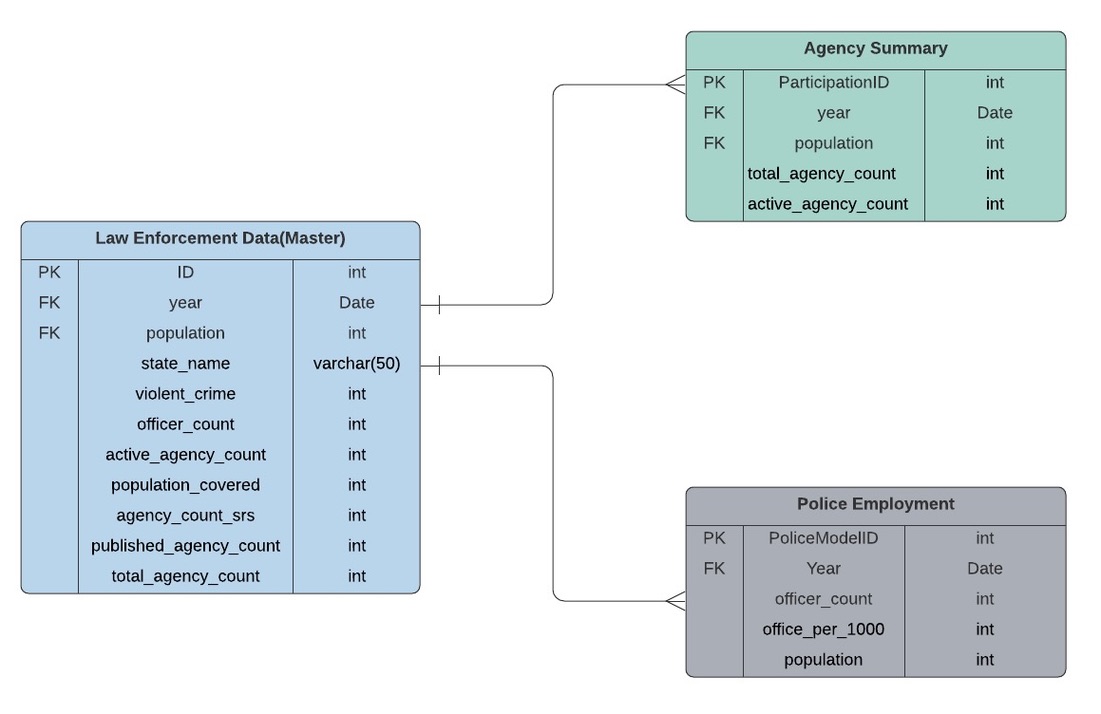 Agency Summary
PK ParticipationID int
FK year Date
FK population int
total_agency_count int
active_agency_count int
Law Enforcement Data(Master)
PK ID int
FK year Date
FK population int
state_name varchar(50)
violent_crime int
officer_count int
active_agency_count int
population_covered int
agency_count_srs int
published_agency_count int
total_agency_count int
Police Employment
PK PoliceModelID int
FK Year Date
officer_count int
office_per_1000 int
population int